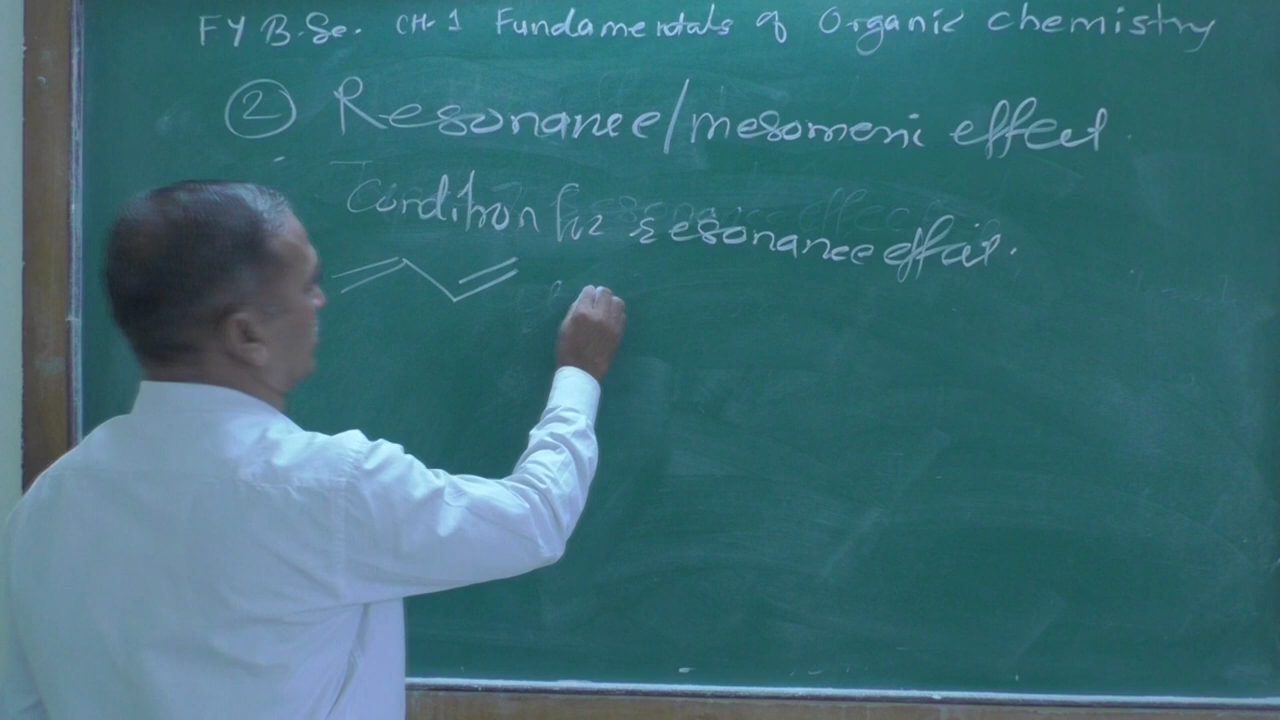 FY B.Sc. CH-1 Fundamentals of Organic chemistry
② Resonance/mesomeric effect.
Condition for resonance effect.